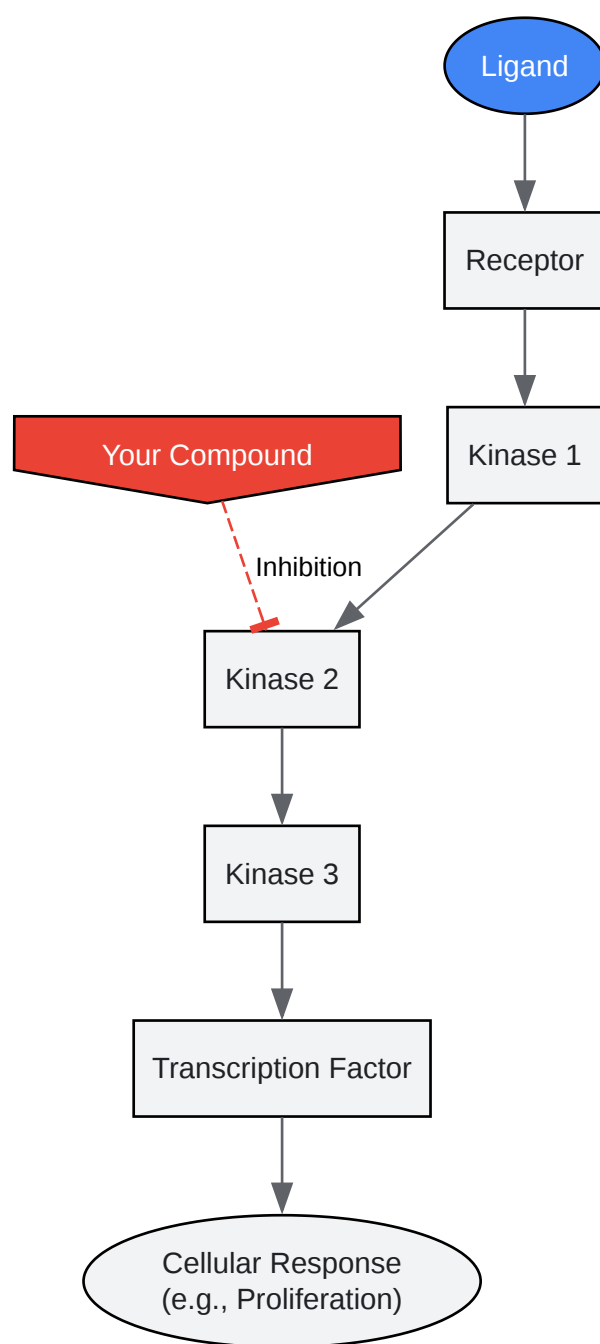 Ligand
Receptor
Kinase 1
Your Compound
Inhibition
Kinase 2
Kinase 3
Transcription Factor
Cellular Response
(e.g., Proliferation)